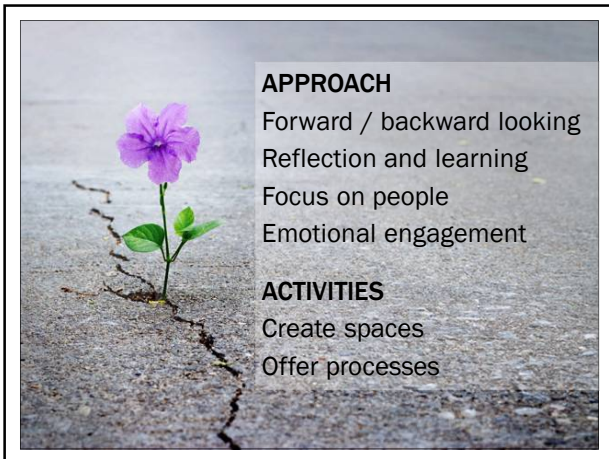 APPROACH
Forward / backward looking
Reflection and learning
Focus on people
Emotional engagement
ACTIVITIES
Create spaces
Offer processes